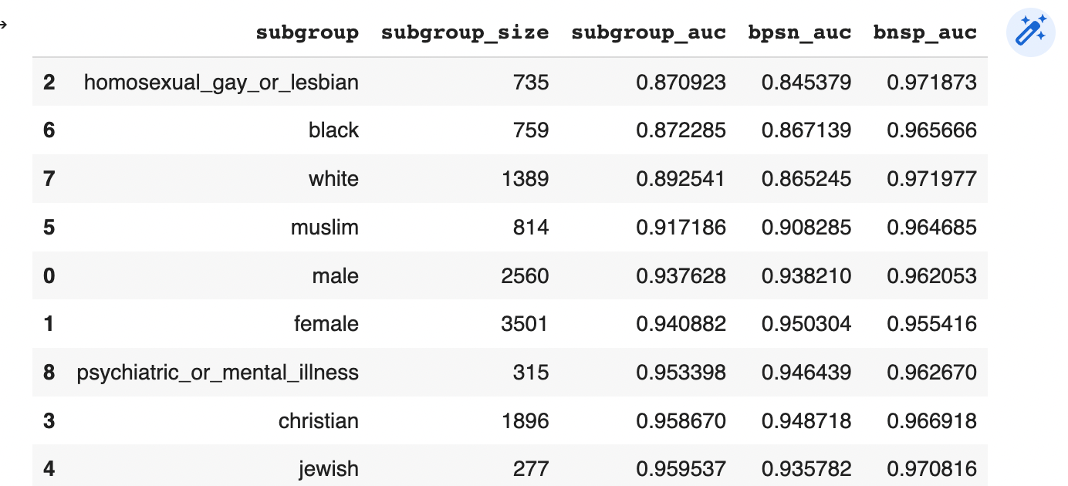 subgroup subgroup_size subgroup_auc bpsn_auc bnsp_auc
2 homosexual_gay_or_lesbian 735 0.870923 0.845379 0.971873
6 black 759 0.872285 0.867139 0.965666
7 white 1389 0.892541 0.865245 0.971977
5 muslim 814 0.917186 0.908285 0.964685
0 male 2560 0.937628 0.938210 0.962053
1 female 3501 0.940882 0.950304 0.955416
8 psychiatric_or_mental_illness 315 0.953398 0.946439 0.962670
3 christian 1896 0.958670 0.948718 0.966918
4 jewish 277 0.959537 0.935782 0.970816